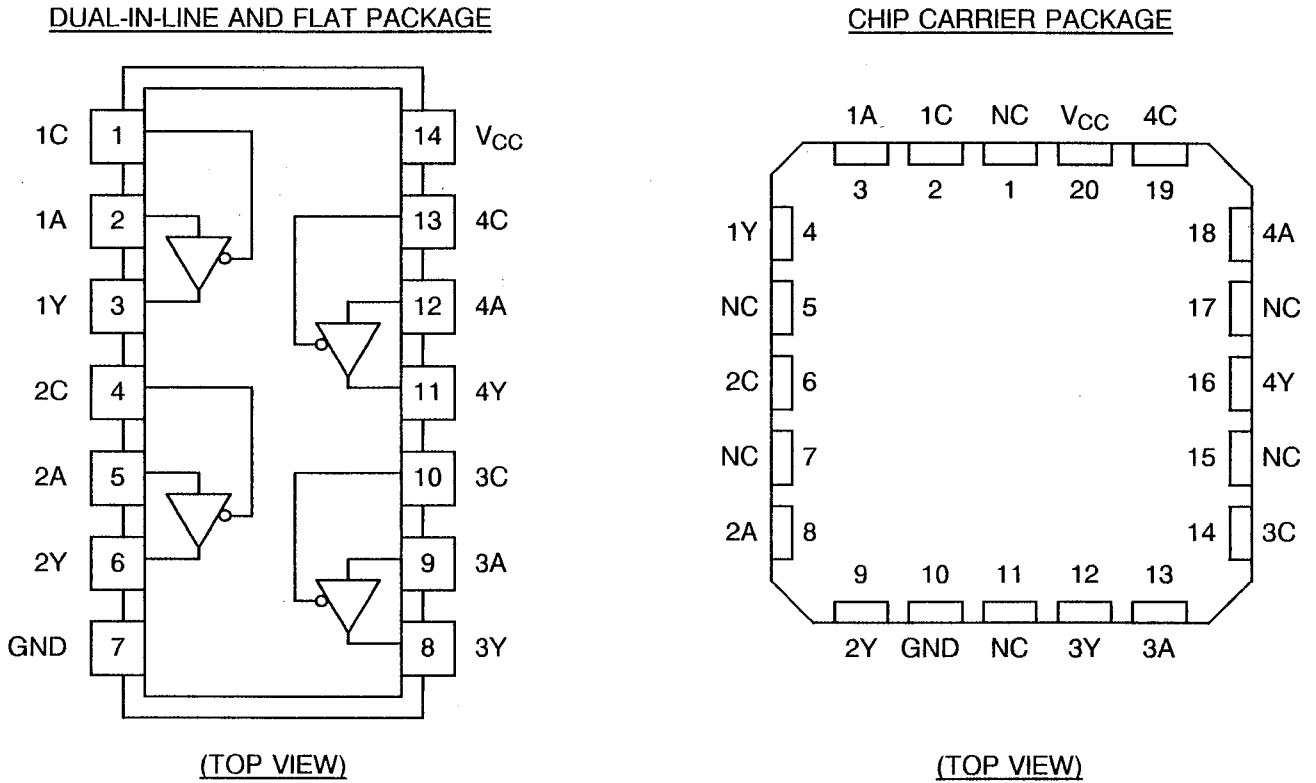 DUAL-IN-LINE AND FLAT PACKAGE
1C 1 14 VCC
1A 2 13 4C
1Y 3 12 4A
2C 4 11 4Y
2A 5 10 3C
2Y 6 9 3A
GND 7 8 3Y
(TOP VIEW)
CHIP CARRIER PACKAGE
1A 1C NC VCC 4C
3 2 1 20 19
1Y 4 18 4A
NC 5 17 NC
2C 6 16 4Y
NC 7 15 NC
2A 8 14 3C
9 10 11 12 13
2Y GND NC 3Y 3A
(TOP VIEW)